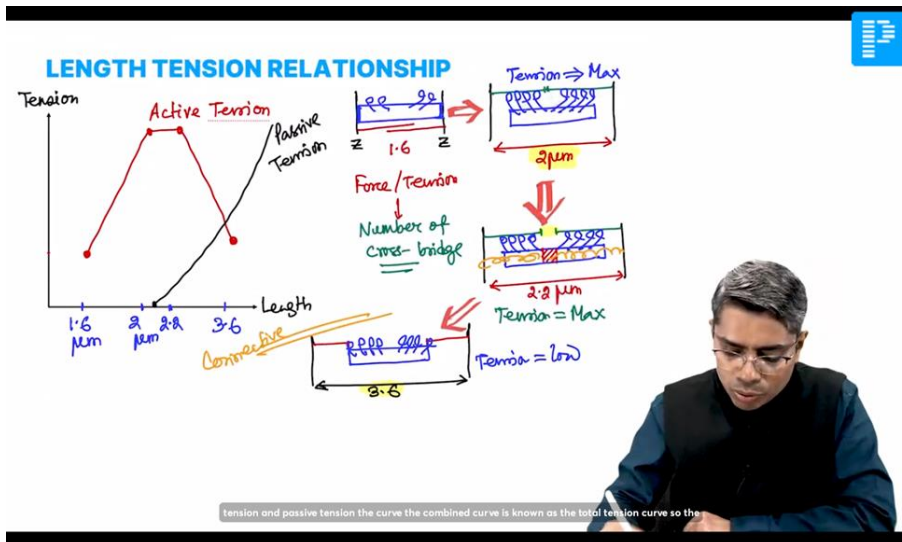 LENGTH TENSION RELATIONSHIP
Tension
Active Tension
Passive
Tension
Length
1.6
μm
2
μm
2.2
3.6
Z
1.6
Z
Force/Tension
Number of
cross-bridge
Tension ⇒ Max
2μm
2.2 μm
Tension = Max
Connective
3.6
Tension = low
tension and passive tension the curve the combined curve is known as the total tension curve so the